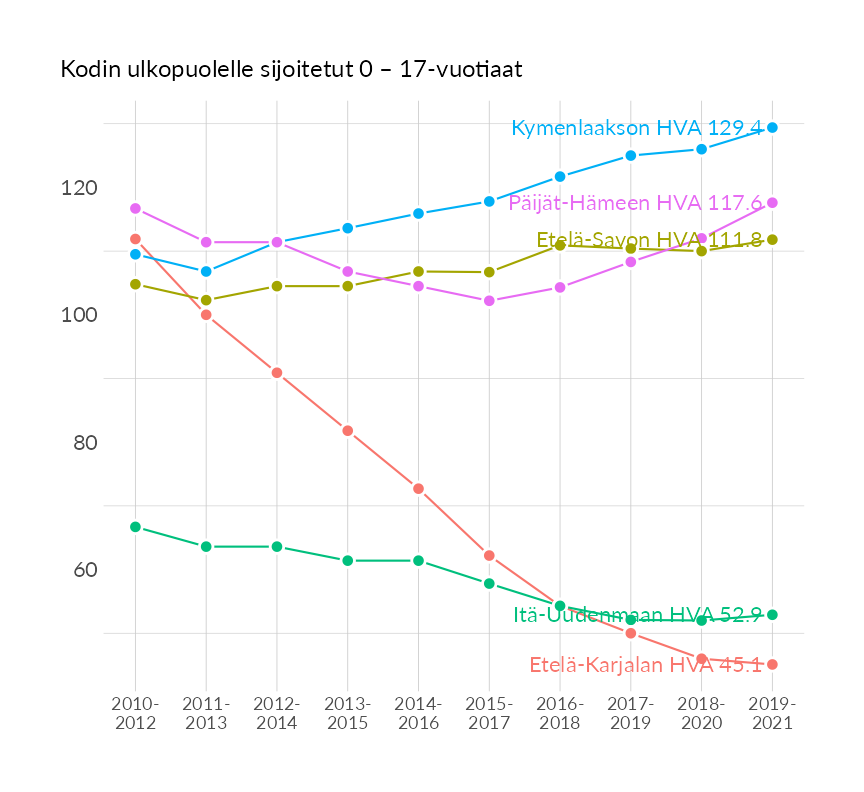 Kodin ulkopuolelle sijoitetut 0 – 17-vuotiaat
Kymenlaakson HVA 129.4
120
Päijät-Hämeen HVA 117.6
Etelä-Savon HVA 111.8
100
80
60
Itä-Uudenmaan HVA 52.9
Etelä-Karjalan HVA 45.1
2010- 2011- 2012- 2013- 2014- 2015- 2016- 2017- 2018- 2019-
2012 2013 2014 2015 2016 2017 2018 2019 2020 2021